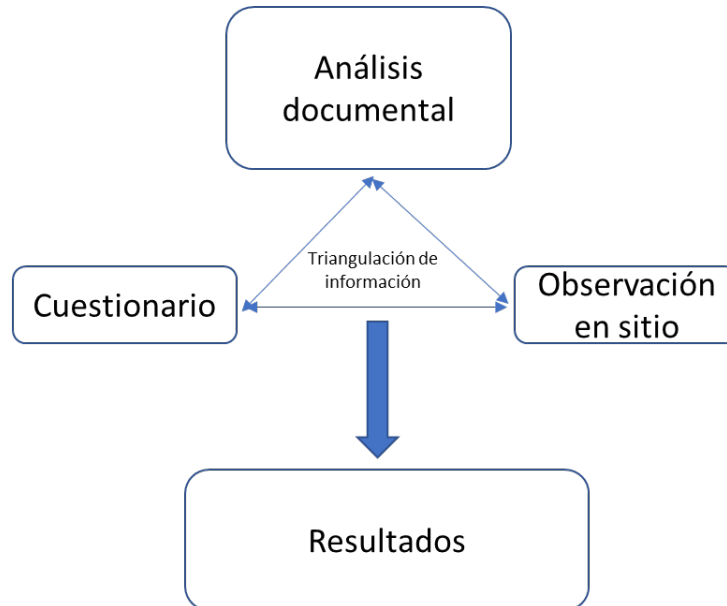 Análisis
documental
Triangulación de
información
Cuestionario
Observación
en sitio
Resultados